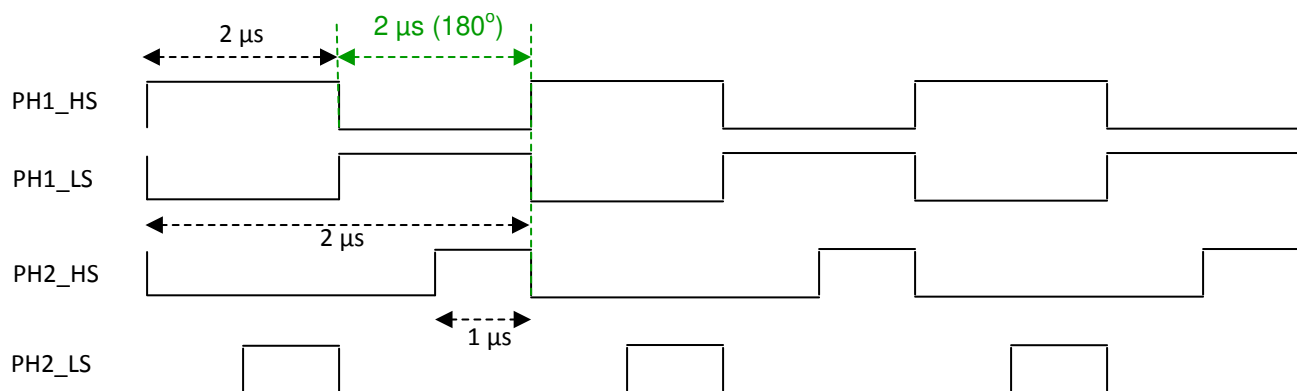 2 µs
2 µs (180°)
PH1_HS
PH1_LS
2 µs
PH2_HS
1 µs
PH2_LS